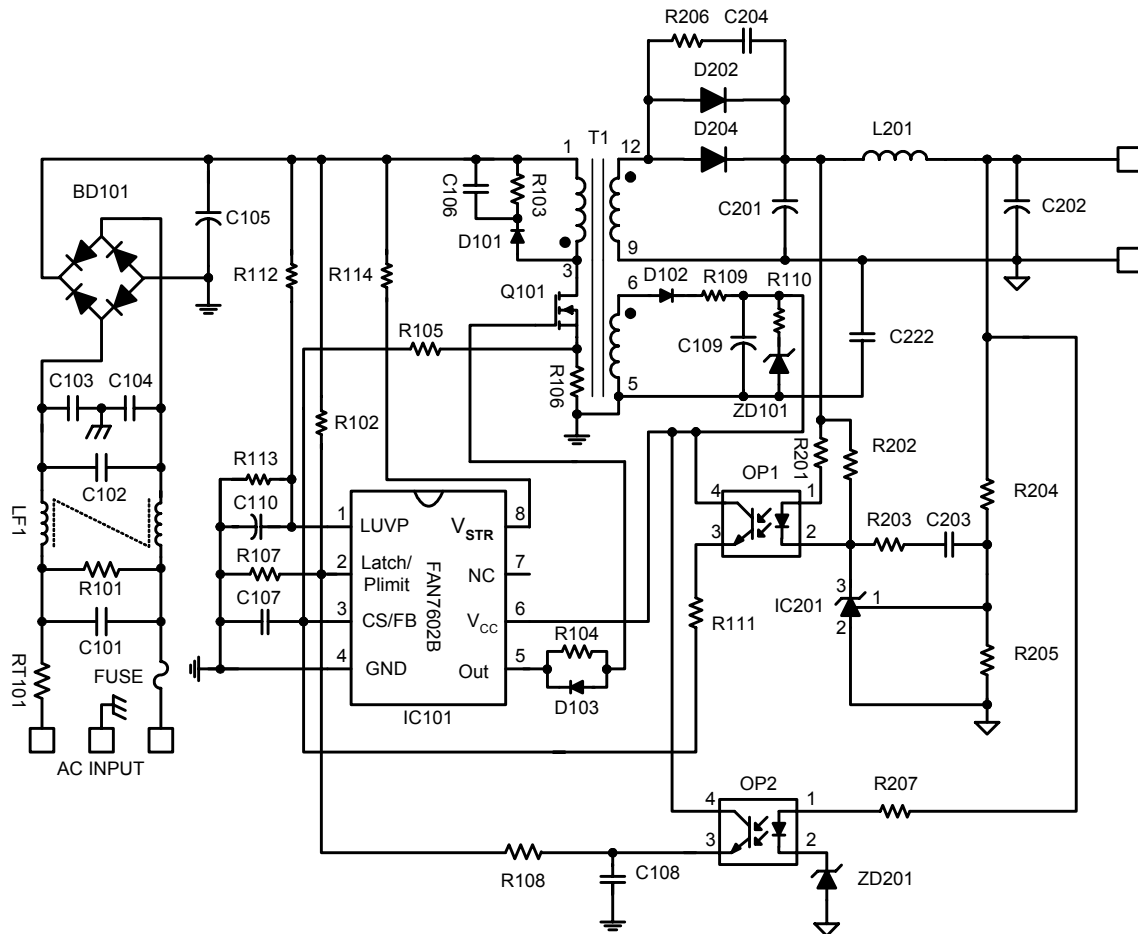 R206 C204
D202
D204
L201
T1
1
12
BD101
C105
C106
R103
D101
C201
C202
3
9
R112
R114
Q101
6
D102
R109
R110
R105
C109
C222
R106
5
ZD101
C103 C104
R102
R201
R202
C102
R113
OP1
LF1
C110
4
1
3
2
R204
R203 C203
1
LUVP
VSTR
8
R107
2
Latch/
Plimit
NC
7
R101
C107
3
CS/FB
FAN7602B
VCC
6
R111
IC201
3
1
2
C101
4
GND
Out
5
R104
D103
R205
RT101
FUSE
IC101
AC INPUT
OP2
R207
4
1
3
2
R108
C108
ZD201